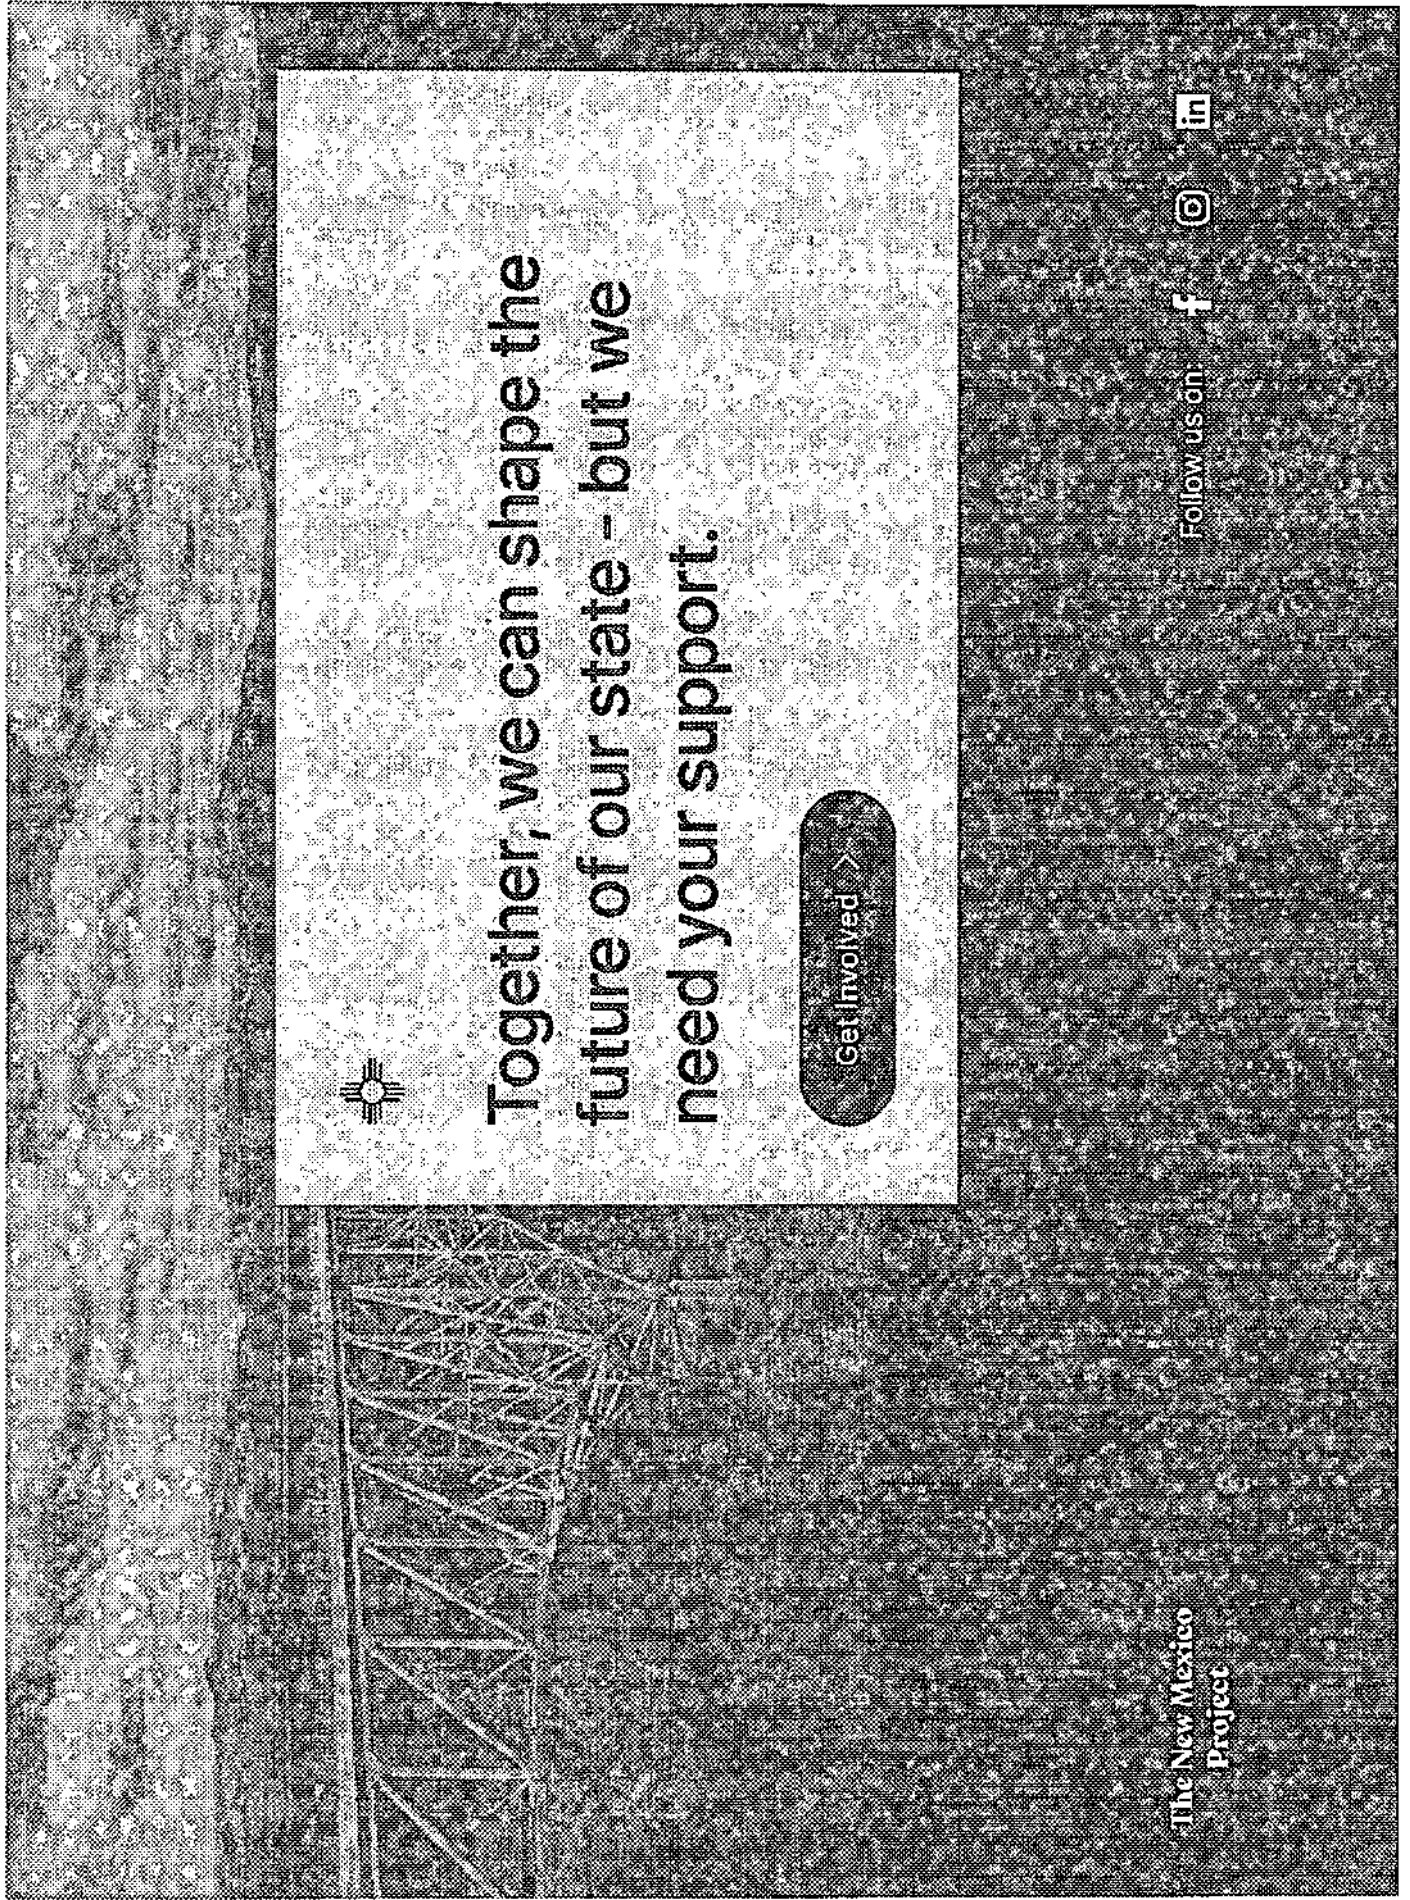 Together, we can shape the
future of our state - but we
need your support.
Get Involved >
The New Mexico
Project
Follow us on
f
in